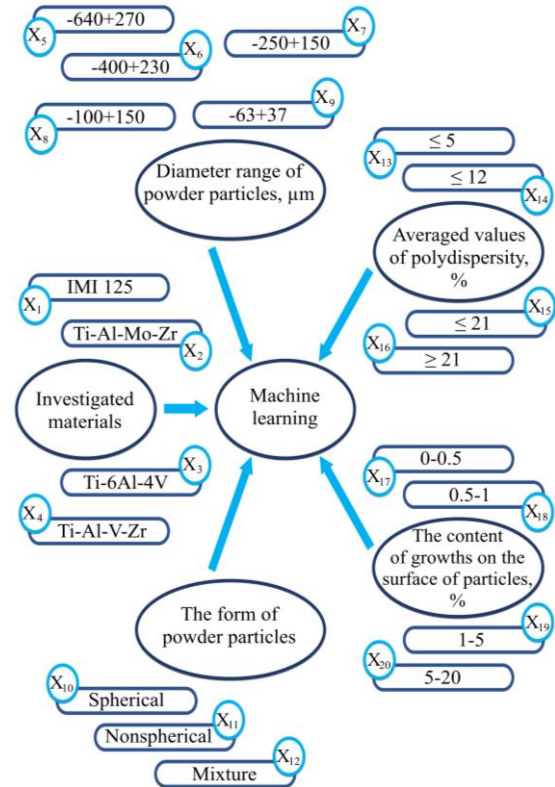 -640+270
X5
-400+230
X6
-250+150
X7
-100+150
X8
-63+37
X9
Diameter range of
powder particles, µm
≤ 5
X13
≤ 12
X14
Averaged values
of polydispersity,
%
X15
≤ 21
X16
≥ 21
IMI 125
X1
Ti-Al-Mo-Zr
X2
Investigated
materials
X3
Ti-6Al-4V
X4
Ti-Al-V-Zr
Machine
learning
0-0.5
X17
0.5-1
X18
The content
of growths on the
surface of particles,
%
X19
1-5
X20
5-20
The form of
powder particles
X10
Spherical
X11
Nonspherical
X12
Mixture